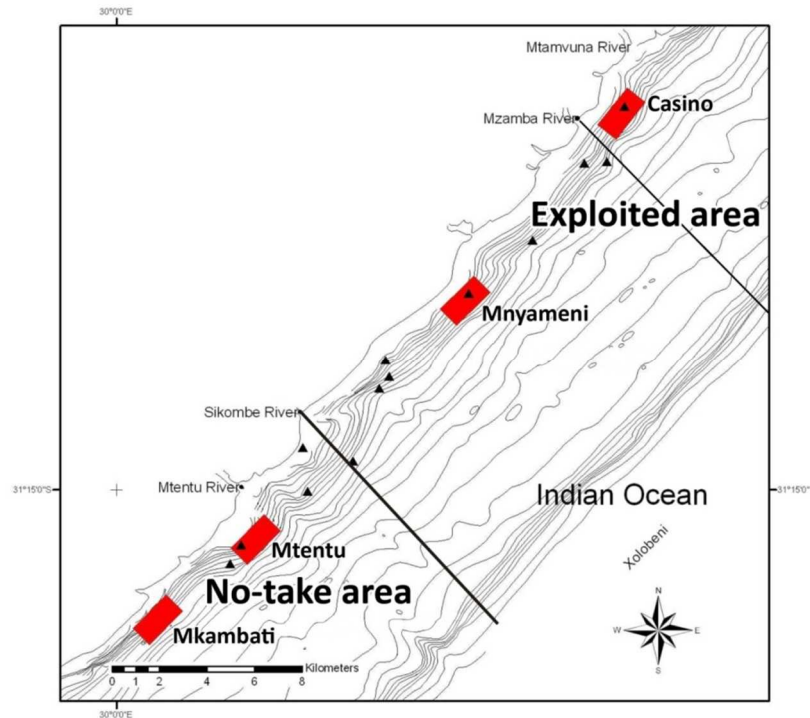 30°0'0"E
Mtamvuna River
Casino
Mzamba River
Exploited area
Mnyameni
Sikombe River
31°15'0"S
Mtentu River
31°15'0"
Indian Ocean
Xolobeni
Mtentu
No-take area
Mkambati
N
W
E
S
Kilometers
0 1 2 4 6 8
30°0'0"E